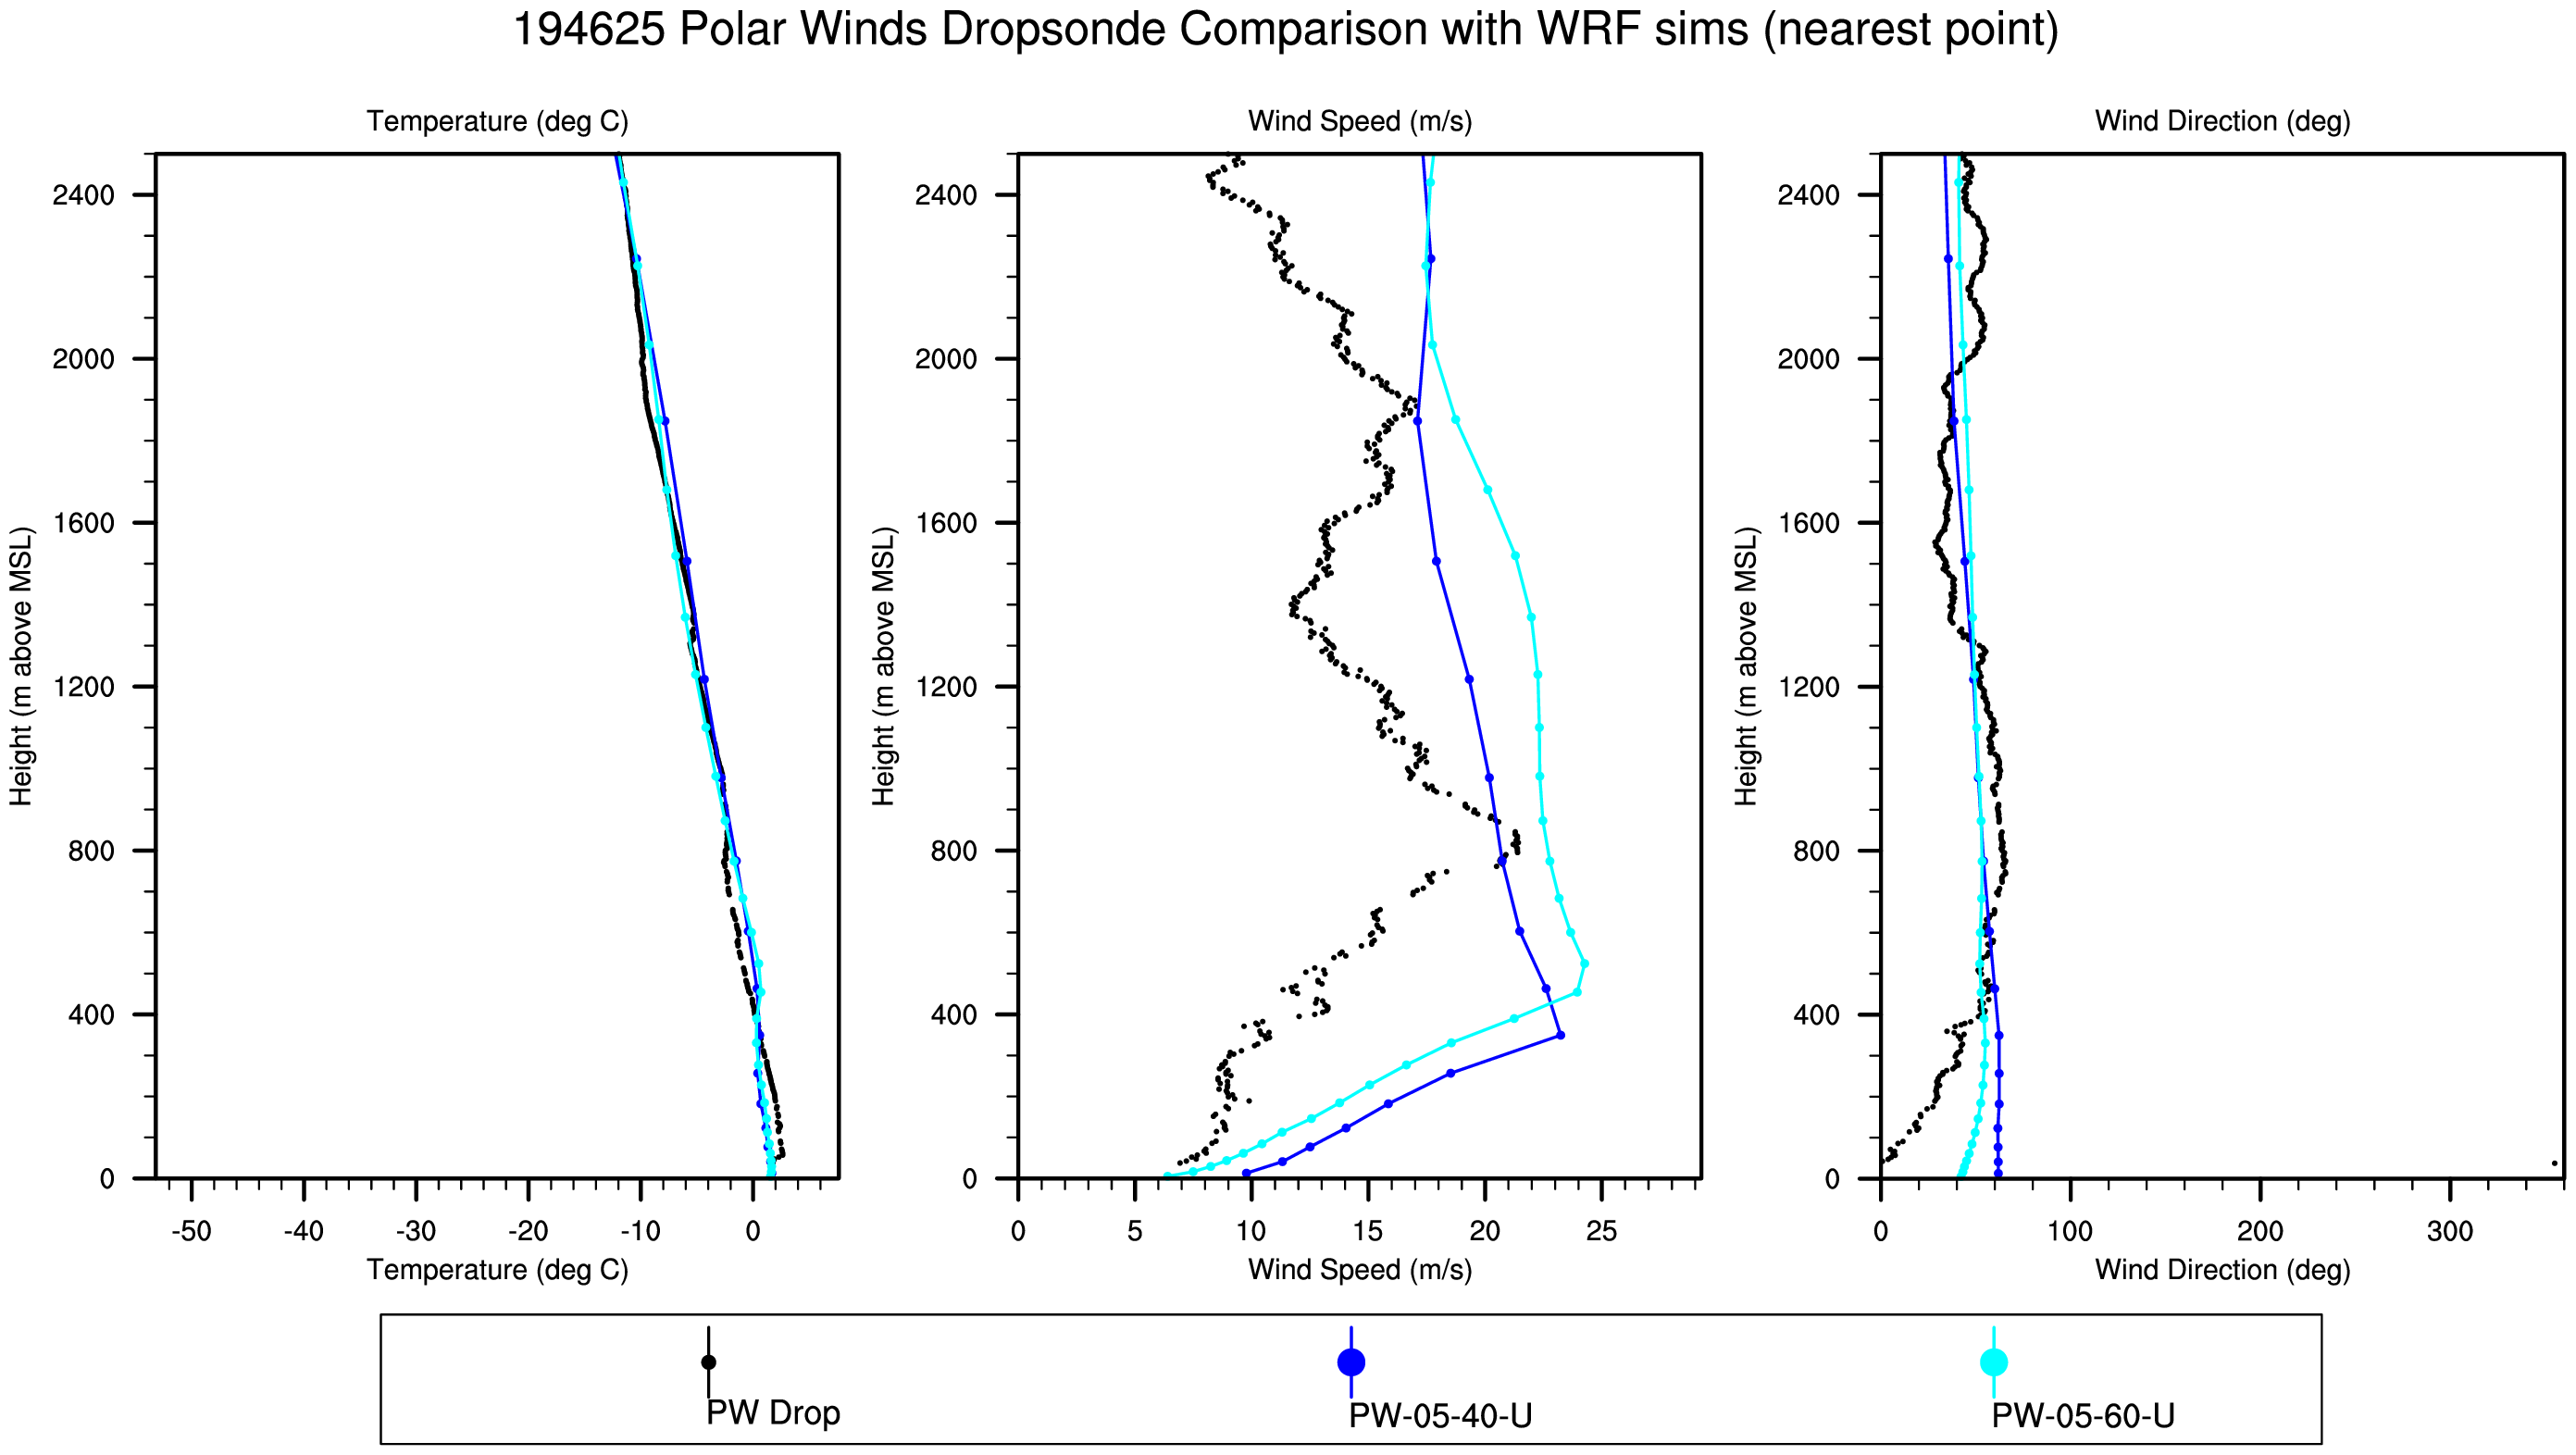 194625 Polar Winds Dropsonde Comparison with WRF sims (nearest point)
Temperature (deg C)
Wind Speed (m/s)
Wind Direction (deg)
Height (m above MSL)
2400
2000
1600
1200
800
400
0
Height (m above MSL)
2400
2000
1600
1200
800
400
0
Height (m above MSL)
2400
2000
1600
1200
800
400
0
-50 -40 -30 -20 -10 0
0 5 10 15 20 25
0 100 200 300
Temperature (deg C)
Wind Speed (m/s)
Wind Direction (deg)
PW Drop
PW-05-40-U
PW-05-60-U